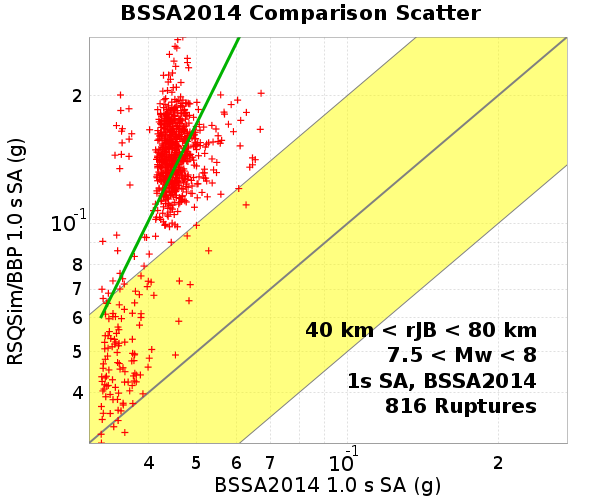 BSSA2014 Comparison Scatter
RSQSim/BBP 1.0 s SA (g)
2
10⁻¹
8
7
6
5
4
40 km < rJB < 80 km
7.5 < Mw < 8
1s SA, BSSA2014
816 Ruptures
4 5 6 7 10⁻¹ 2
BSSA2014 1.0 s SA (g)